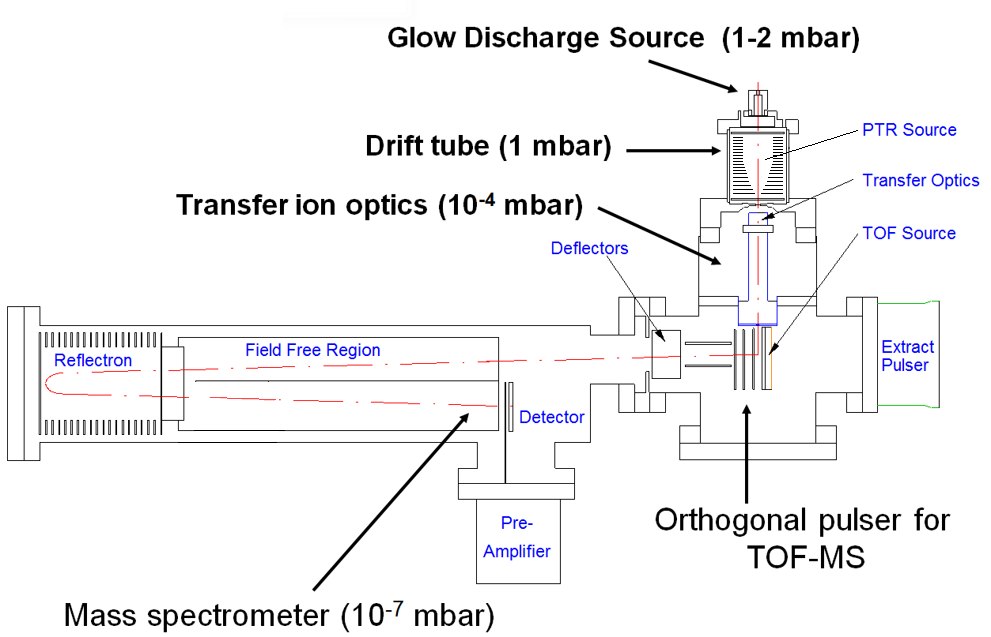 Glow Discharge Source (1-2 mbar)
Drift tube (1 mbar)
PTR Source
Transfer Optics
Transfer ion optics (10⁻⁴ mbar)
TOF Source
Deflectors
Reflectron
Field Free Region
Extract
Pulser
Detector
Pre-
Amplifier
Orthogonal pulser for
TOF-MS
Mass spectrometer (10⁻⁷ mbar)